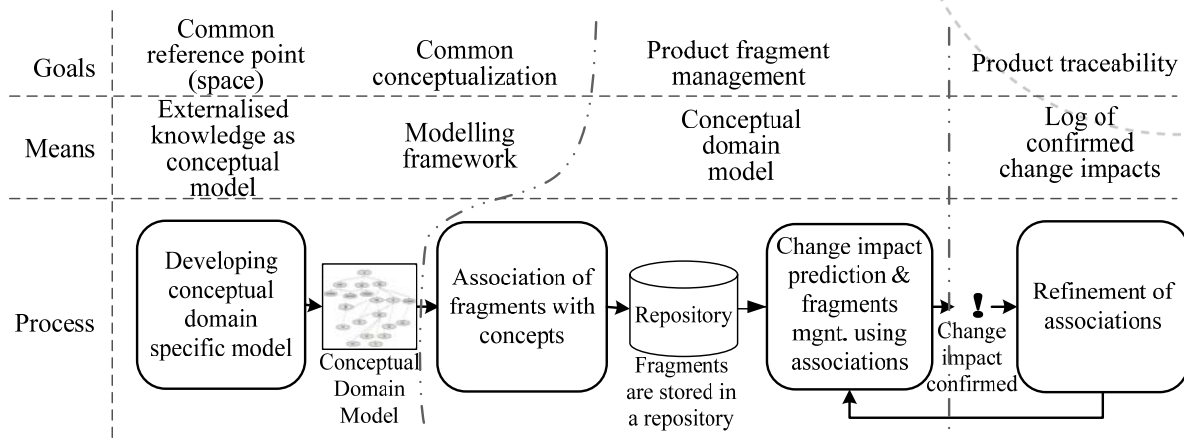 Goals
Common
reference point
(space)
Common
conceptualization
Product fragment
management
Product traceability
Means
Externalised
knowledge as
conceptual
model
Modelling
framework
Conceptual
domain
model
Log of
confirmed
change impacts
Process
Developing
conceptual
domain
specific model
Conceptual
Domain
Model
Association of
fragments with
concepts
Repository
Fragments
are stored in
a repository
Change impact
prediction &
fragments
mgnt. using
associations
!
Change
impact
confirmed
Refinement of
associations